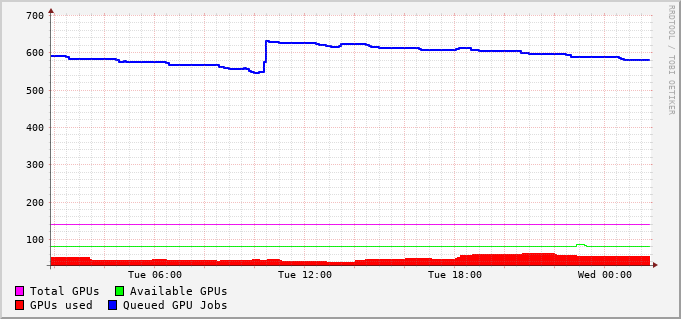 700
600
500
400
300
200
100
Tue 06:00 Tue 12:00 Tue 18:00 Wed 00:00
Total GPUs Available GPUs
GPUs used Queued GPU Jobs
RRDTOOL / TOBI OETIKER